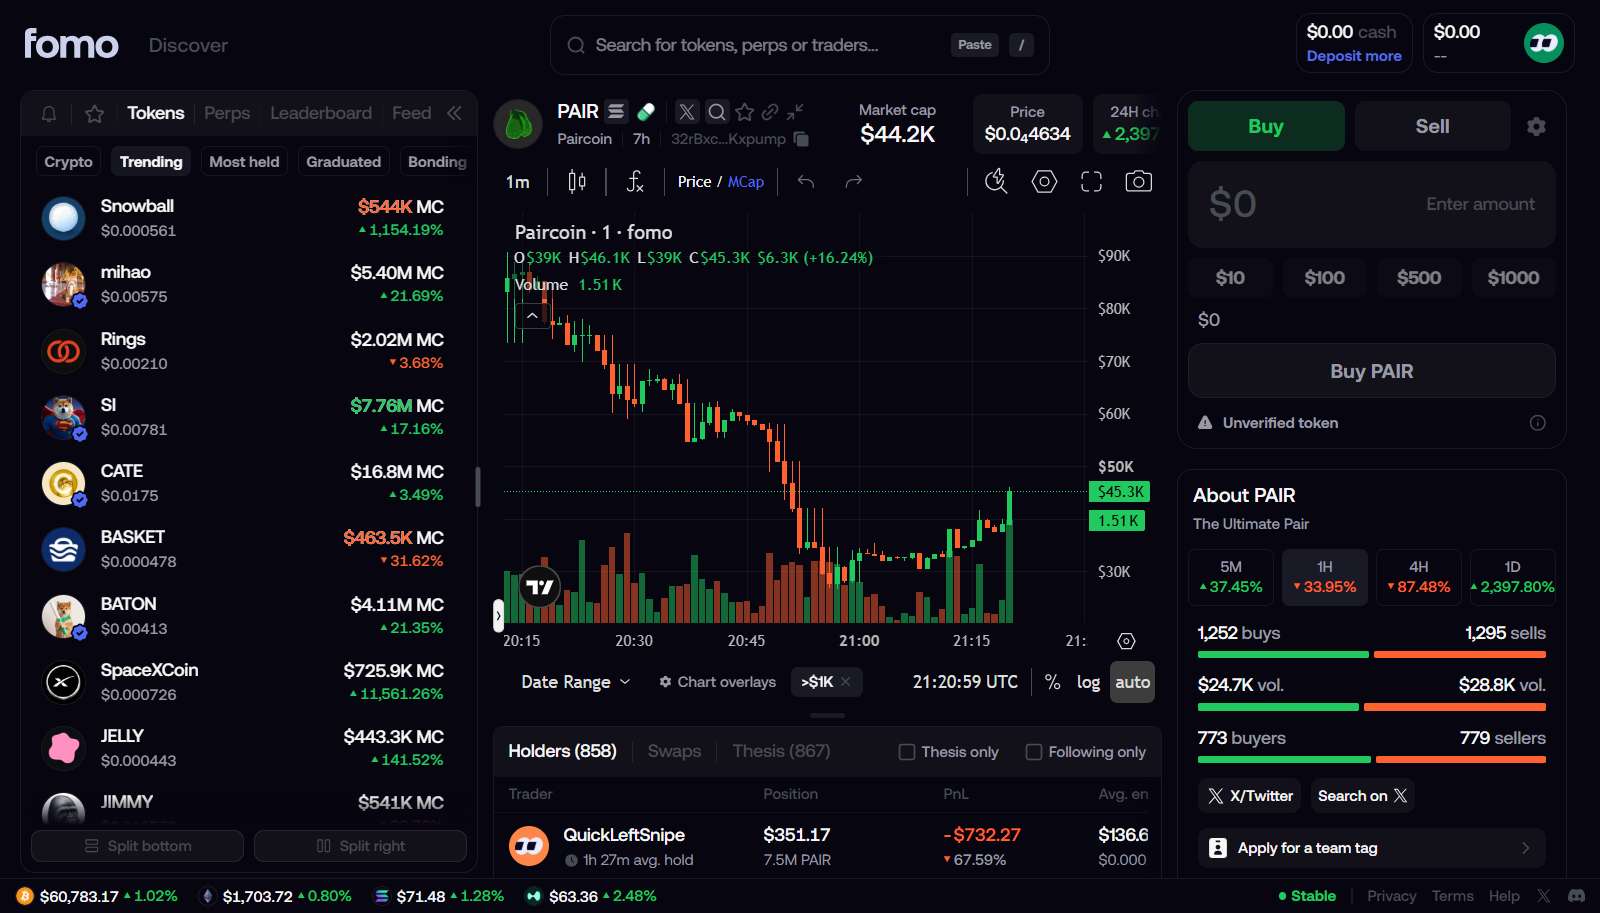 fomo
Discover
Search for tokens, perps or traders...
Paste
/
$0.00 cash
Deposit more
$0.00
--
Tokens
Perps
Leaderboard
Feed
Crypto
Trending
Most held
Graduated
Bonding
Snowball
$544K MC
$0.000561
1,154.19%
mihao
$5.40M MC
$0.00575
21.69%
Rings
$2.02M MC
$0.00210
3.68%
SI
$7.76M MC
$0.00781
17.16%
CATE
$16.8M MC
$0.0175
3.49%
BASKET
$463.5K MC
$0.000478
31.62%
BATON
$4.11M MC
$0.00413
21.35%
SpaceXCoin
$725.9K MC
$0.000726
11,561.26%
JELLY
$443.3K MC
$0.000443
141.52%
JIMMY
$541K MC
Split bottom
Split right
PAIR
Paircoin
7h
32rBxc...Kxpump
Market cap
$44.2K
Price
$0.0₄4634
24H ch
2,397
1m
Price / MCap
Paircoin · 1 · fomo
O$39K H$46.1K L$39K C$45.3K $6.3K (+16.24%)
Volume 1.51K
$90K
$80K
$70K
$60K
$50K
$45.3K
1.51K
$30K
20:15
20:30
20:45
21:00
21:15
21:
Date Range
Chart overlays
>$1K
21:20:59 UTC
%
log
auto
Holders (858)
Swaps
Thesis (867)
Thesis only
Following only
Trader
Position
PnL
Avg. en
QuickLeftSnipe
$351.17
-$732.27
$136.6
1h 27m avg. hold
7.5M PAIR
67.59%
$0.000
Buy
Sell
$0
Enter amount
$10
$100
$500
$1000
$0
Buy PAIR
Unverified token
About PAIR
The Ultimate Pair
5M
37.45%
1H
33.95%
4H
87.48%
1D
2,397.80%
1,252 buys
1,295 sells
$24.7K vol.
$28.8K vol.
773 buyers
779 sellers
X/Twitter
Search on X
Apply for a team tag
$60,783.17 1.02%
$1,703.72 0.80%
$71.48 1.28%
$63.36 2.48%
Stable
Privacy
Terms
Help